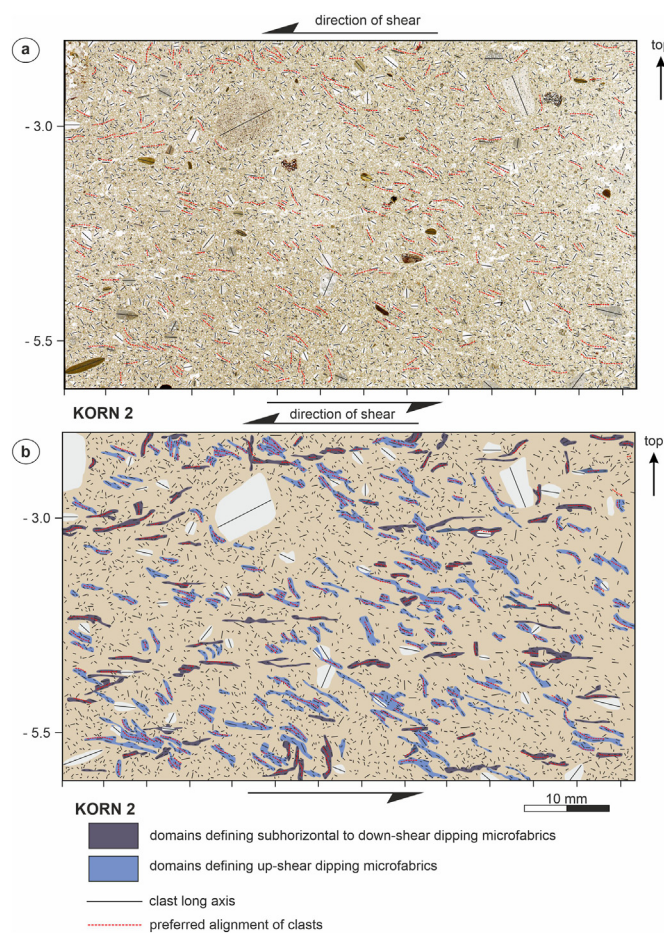 direction of shear
a
top
- 3.0
- 5.5
KORN 2
direction of shear
b
top
- 3.0
- 5.5
KORN 2
10 mm
domains defining subhorizontal to down-shear dipping microfabrics
domains defining up-shear dipping microfabrics
clast long axis
preferred alignment of clasts